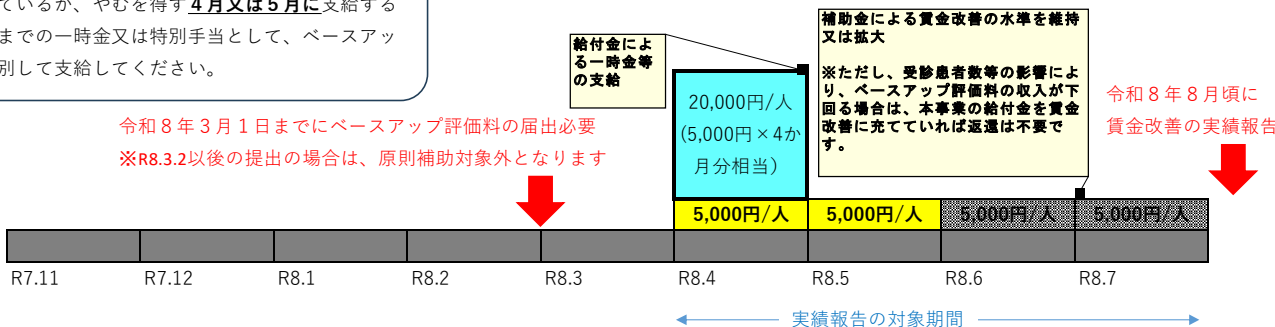 ているが、やむを得ず４月又は５月に支給する
までの一時金又は特別手当として、ベースアッ
別して支給してください。
給付金によ
る一時金等
の支給
補助金による賃金改善の水準を維持
又は拡大
※ただし、受診患者数等の影響によ
り、ベースアップ評価料の収入が下
回る場合は、本事業の給付金を賃金
改善に充てていれば返還は不要で
す。
令和８年８月頃に
賃金改善の実績報告
令和８年３月１日までにベースアップ評価料の届出必要
※R8.3.2以後の提出の場合は、原則補助対象外となります
20,000円/人
(5,000円×4か
月分相当)
5,000円/人 5,000円/人 5,000円/人 5,000円/人
R7.11 R7.12 R8.1 R8.2 R8.3 R8.4 R8.5 R8.6 R8.7
実績報告の対象期間